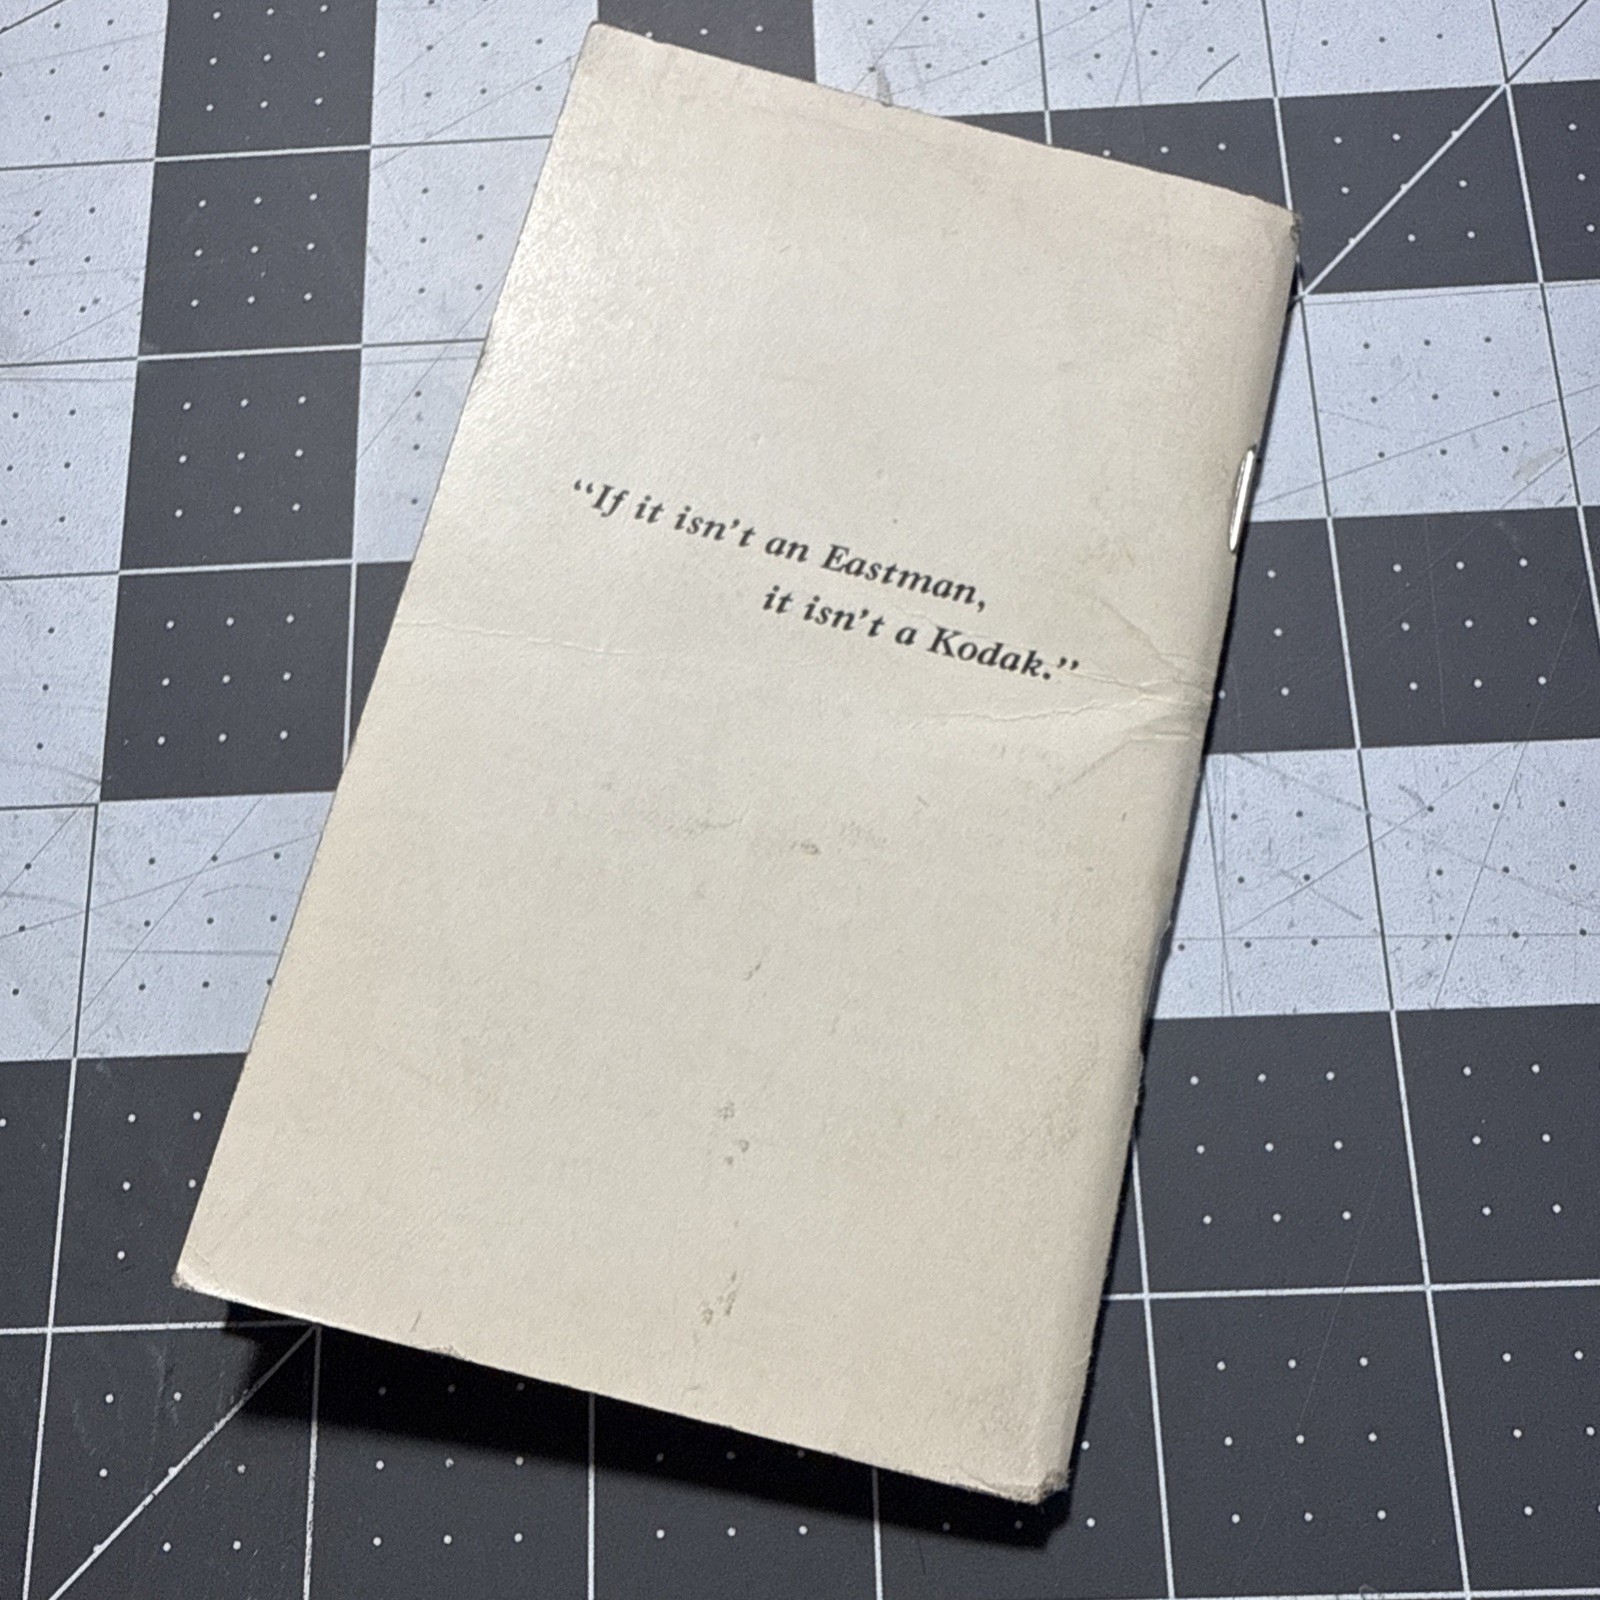 “If it isn’t an Eastman,
it isn’t a Kodak.”